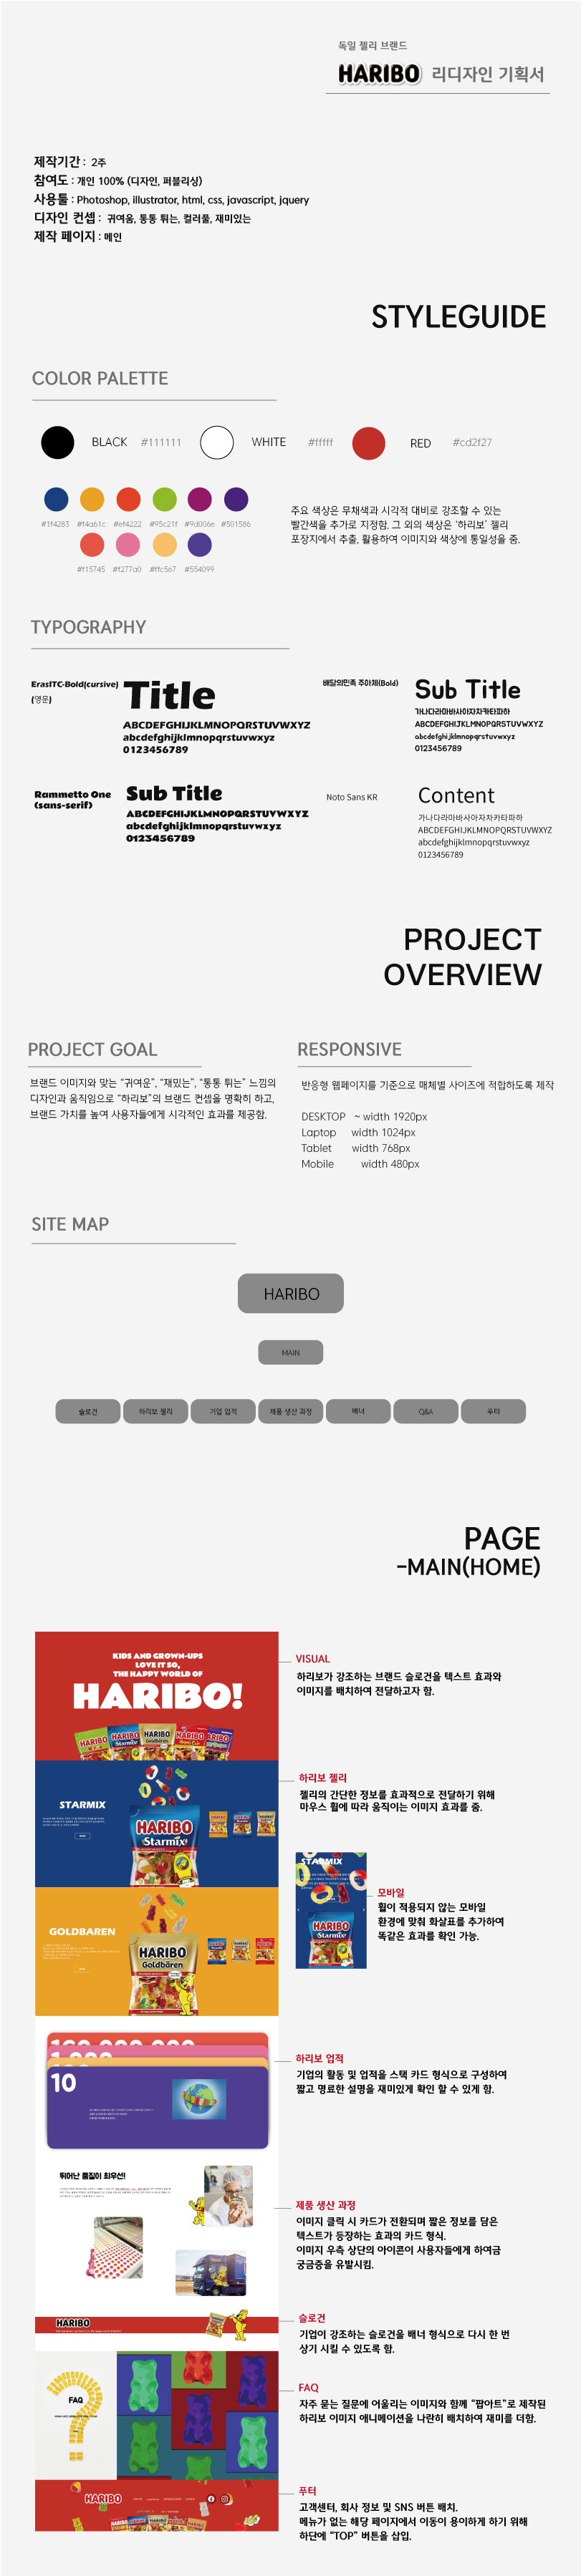 독일 젤리 브랜드
HARIBO 리디자인 기획서
제작기간 : 2주
참여도 : 개인 100% (디자인, 퍼블리싱)
사용툴 : Photoshop, illustrator, html, css, javascript, jquery
디자인 컨셉 : 귀여움, 통통 튀는, 컬러풀, 재미있는
제작 페이지 : 메인
STYLEGUIDE
COLOR PALETTE
BLACK #111111
WHITE #fffff
RED #cd2f27
#1f4283 #f4a61c #ef4222 #95c21f #9d006e #501586
#f15745 #f277a0 #ffc567 #554099
주요 색상은 무채색과 시각적 대비로 강조할 수 있는
빨간색을 추가로 지정함. 그 외의 색상은 ‘하리보’ 젤리
포장지에서 추출, 활용하여 이미지와 색상에 통일성을 줌.
TYPOGRAPHY
ErasITC-Bold(cursive)
(영문)
Title
ABCDEFGHIJKLMNOPQRSTUVWXYZ
abcdefghijklmnopqrstuvwxyz
0123456789
배달의민족 주아체(Bold)
Sub Title
가나다라마바사아자차카타파하
ABCDEFGHIJKLMNOPQRSTUVWXYZ
abcdefghijklmnopqrstuvwxyz
0123456789
Rammetto One
(sans-serif)
Sub Title
ABCDEFGHIJKLMNOPQRSTUVWXYZ
abcdefghijklmnopqrstuvwxyz
0123456789
Noto Sans KR
Content
가나다라마바사아자차카타파하
ABCDEFGHIJKLMNOPQRSTUVWXYZ
abcdefghijklmnopqrstuvwxyz
0123456789
PROJECT
OVERVIEW
PROJECT GOAL
브랜드 이미지와 맞는 “귀여운”, “재밌는”, “통통 튀는” 느낌의
디자인과 움직임으로 “하리보”의 브랜드 컨셉을 명확히 하고,
브랜드 가치를 높여 사용자들에게 시각적인 효과를 제공함.
RESPONSIVE
반응형 웹페이지를 기준으로 매체별 사이즈에 적합하도록 제작
DESKTOP ~ width 1920px
Laptop width 1024px
Tablet width 768px
Mobile width 480px
SITE MAP
HARIBO
MAIN
슬로건
하리보 젤리
기업 업적
제품 생산 과정
배너
Q&A
푸터
PAGE
-MAIN(HOME)
KIDS AND GROWN-UPS
LOVE IT SO,
THE HAPPY WORLD OF
HARIBO!
HARIBO
HARIBO
Starmix
HARIBO
Goldbären
HARIBO
HARIBO
VISUAL
하리보가 강조하는 브랜드 슬로건을 텍스트 효과와
이미지를 배치하여 전달하고자 함.
STARMIX
HARIBO
Starmix
하리보 젤리
젤리의 간단한 정보를 효과적으로 전달하기 위해
마우스 휠에 따라 움직이는 이미지 효과를 줌.
STARMIX
HARIBO
Starmix
모바일
휠이 적용되지 않는 모바일
환경에 맞춰 화살표를 추가하여
똑같은 효과를 확인 가능.
GOLDBAREN
HARIBO
Goldbären
10
하리보 업적
기업의 활동 및 업적을 스택 카드 형식으로 구성하여
짧고 명료한 설명을 재미있게 확인 할 수 있게 함.
뛰어난 품질이 최우선!
제품 생산 과정
이미지 클릭 시 카드가 전환되며 짧은 정보를 담은
텍스트가 등장하는 효과의 카드 형식.
이미지 우측 상단의 아이콘이 사용자들에게 하여금
궁금증을 유발시킴.
HARIBO
슬로건
기업이 강조하는 슬로건을 배너 형식으로 다시 한 번
상기 시킬 수 있도록 함.
FAQ
FAQ
자주 묻는 질문에 어울리는 이미지와 함께 “팝아트”로 제작된
하리보 이미지 애니메이션을 나란히 배치하여 재미를 더함.
HARIBO
푸터
고객센터, 회사 정보 및 SNS 버튼 배치.
메뉴가 없는 해당 페이지에서 이동이 용이하게 하기 위해
하단에 “TOP” 버튼을 삽입.